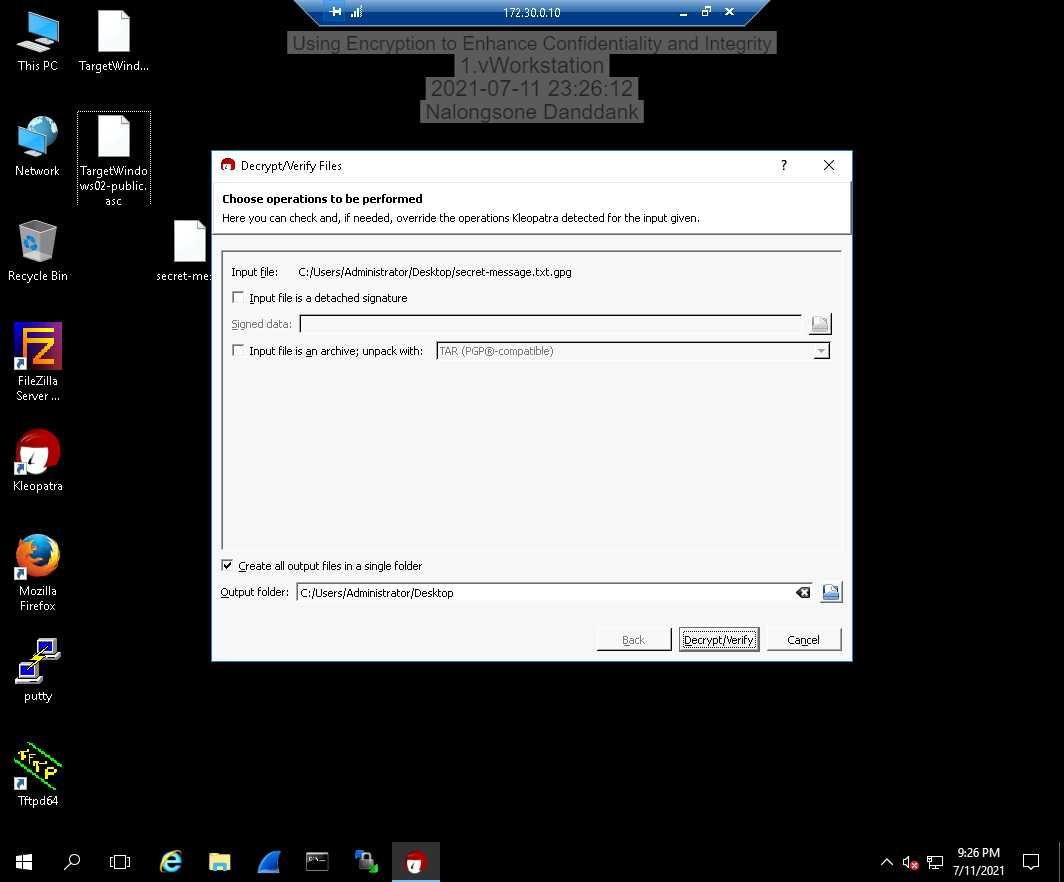 172.30.0.10
Using Encryption to Enhance Confidentiality and Integrity
1.vWorkstation
2021-07-11 23:26:12
Nalongsone Danddank
This PC
TargetWind...
Network
TargetWindo
ws02-public.
asc
Recycle Bin
secret-me
FileZilla
Server ...
Kleopatra
Mozilla
Firefox
putty
Tftpd64
Decrypt/Verify Files
?
Choose operations to be performed
Here you can check and, if needed, override the operations Kleopatra detected for the input given.
Input file: C:/Users/Administrator/Desktop/secret-message.txt.gpg
Input file is a detached signature
Signed data:
Input file is an archive; unpack with: TAR (PGP®-compatible)
Create all output files in a single folder
Output folder: C:/Users/Administrator/Desktop
Back Decrypt/Verify Cancel
9:26 PM
7/11/2021